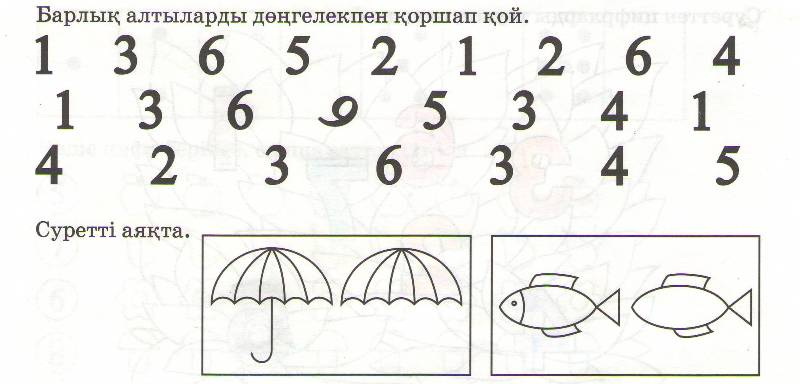 Барлық алтыларды дөңгелекпен қоршап қой.
1 3 6 5 2 1 2 6 4
1 3 6 9 5 3 4 1
4 2 3 6 3 4 5
Суретті аяқта.